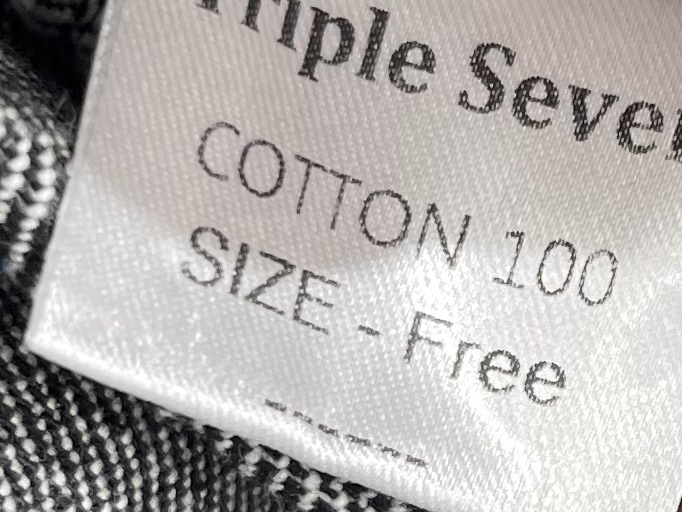 Triple Seven
COTTON 100
SIZE - Free